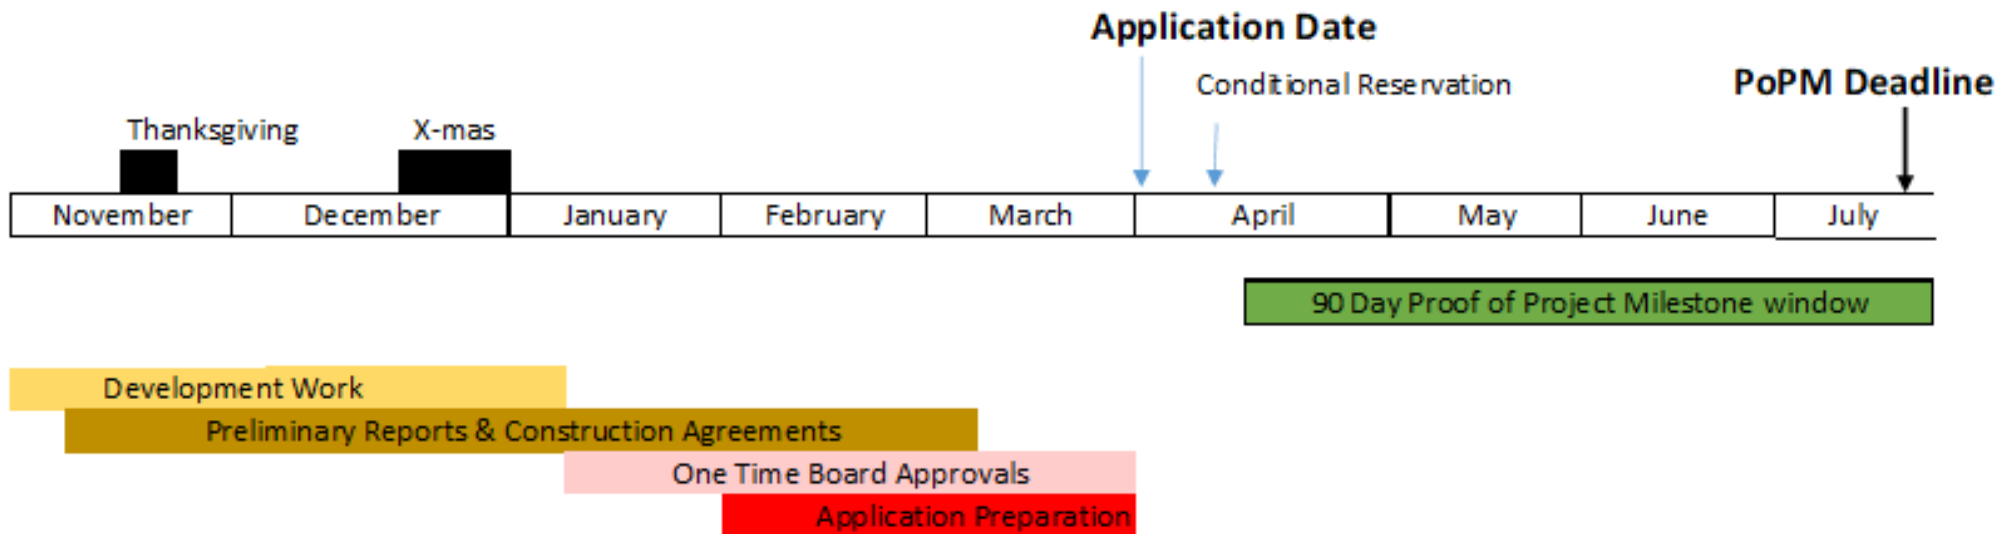 Application Date
Conditional Reservation
PoPM Deadline
Thanksgiving
X-mas
November
December
January
February
March
April
May
June
July
90 Day Proof of Project Milestone window
Development Work
Preliminary Reports & Construction Agreements
One Time Board Approvals
Application Preparation